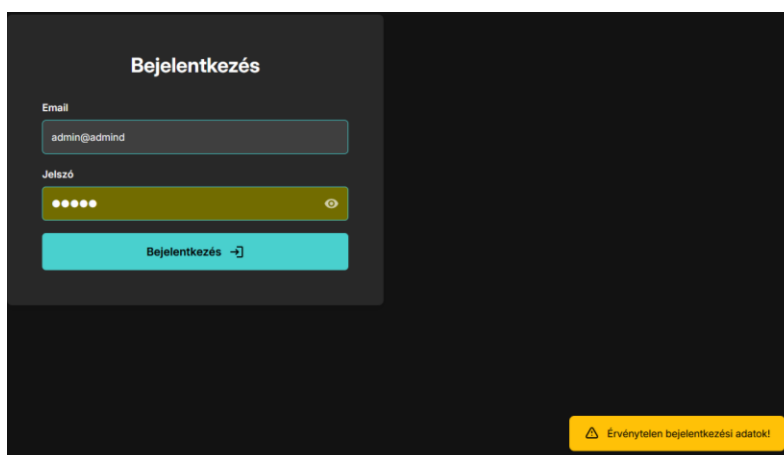 Bejelentkezés
Email
admin@admind
Jelszó
●●●●●
Bejelentkezés
Érvénytelen bejelentkezési adatok!